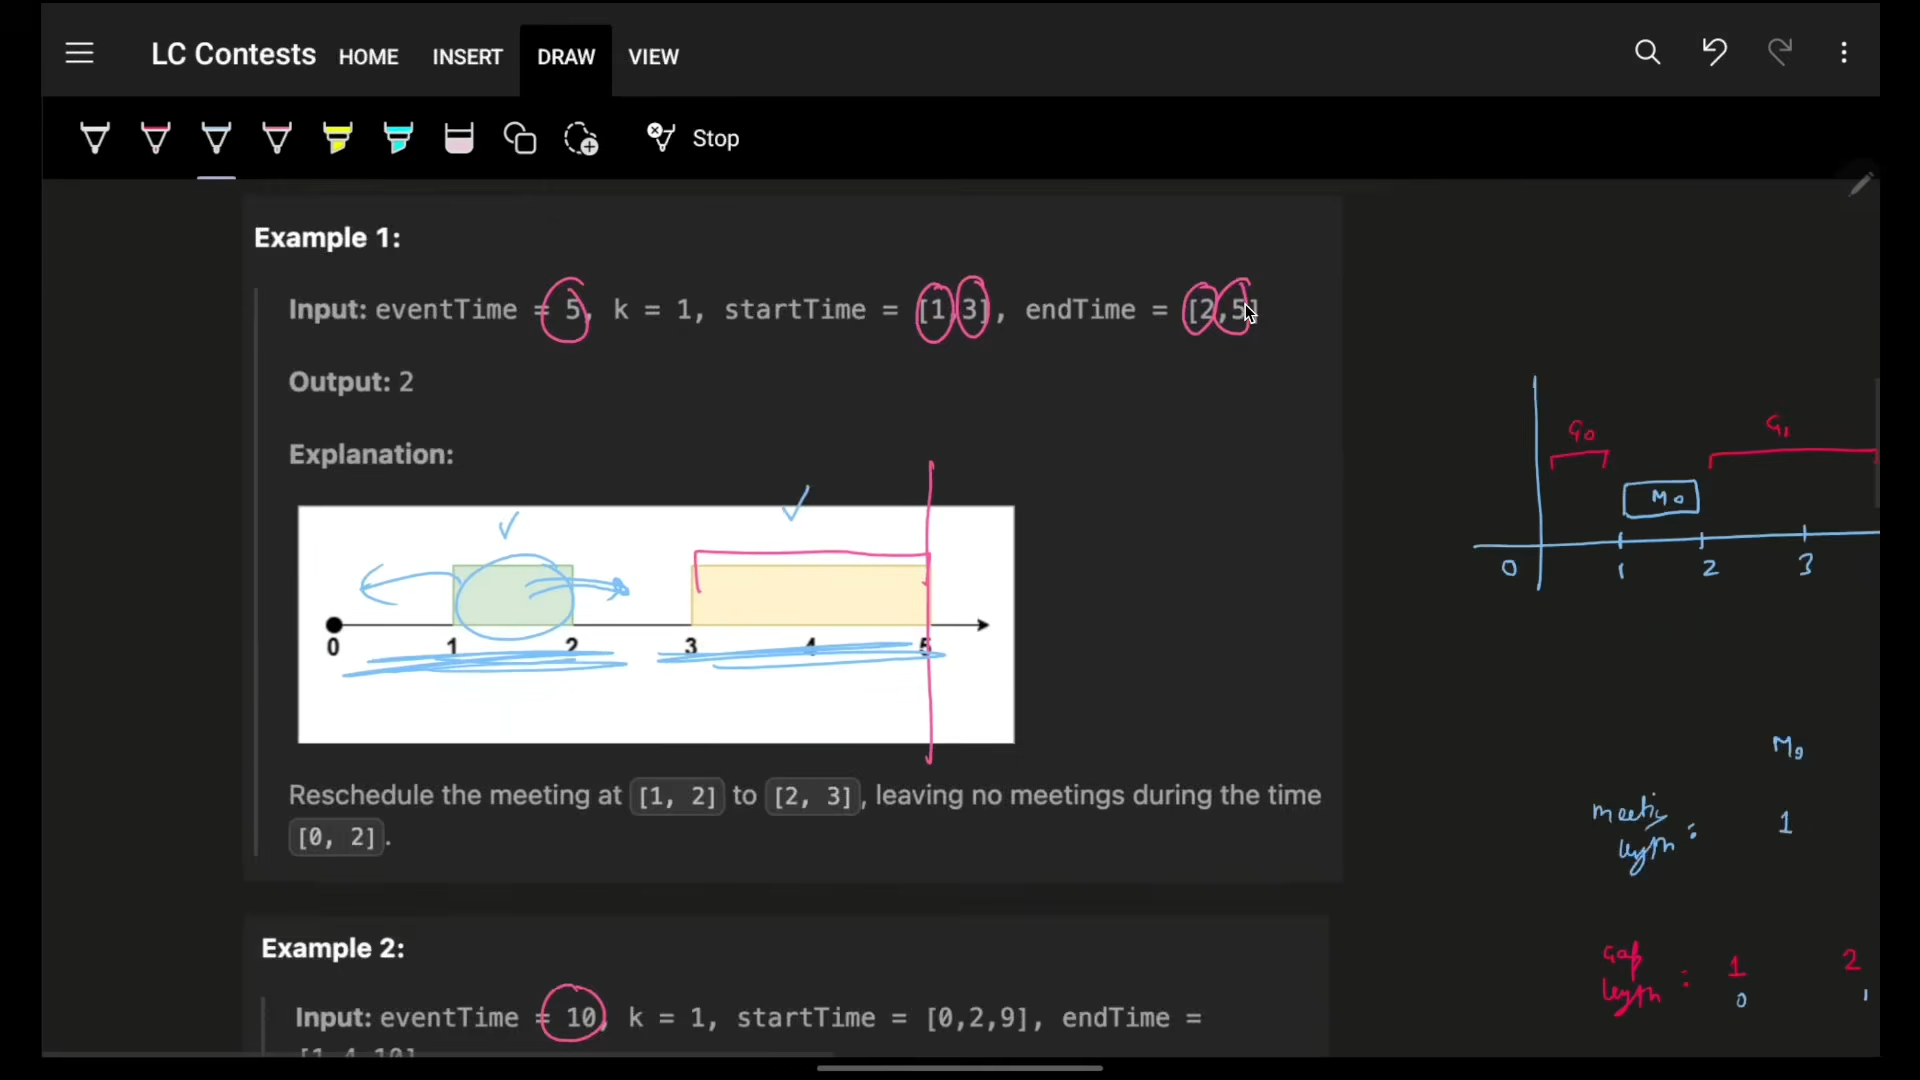 LC Contests HOME INSERT DRAW VIEW
Stop
Example 1:
Input: eventTime = 5, k = 1, startTime = [1,3], endTime = [2,5]
Output: 2
Explanation:
0 1 2 3 4 5
Reschedule the meeting at [1, 2] to [2, 3], leaving no meetings during the time
[0, 2].
Example 2:
Input: eventTime = 10, k = 1, startTime = [0,2,9], endTime =
[1,4,10]
G0 G1
M0
0 1 2 3
M0
1
Gap 1 2
: 0 1